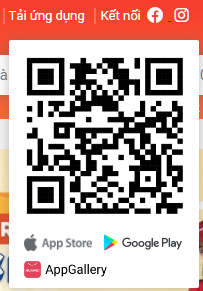 Tải ứng dụng Kết nối
App Store Google Play
AppGallery